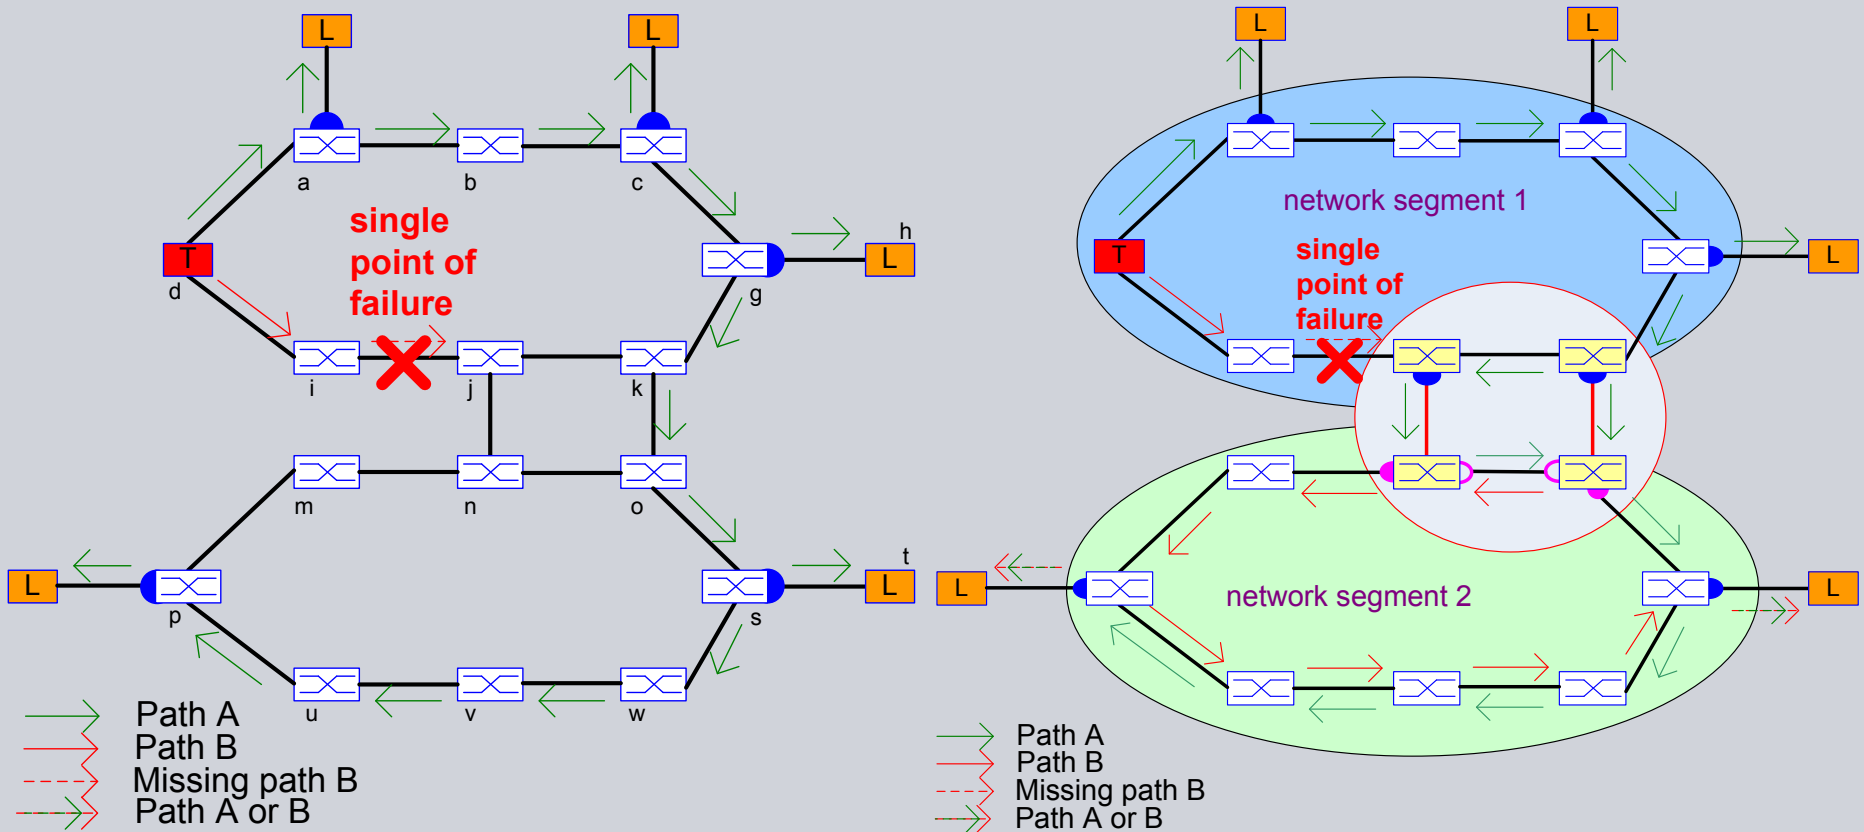 L
L
a
b
c
single
point of
failure
h
T
L
d
g
i
j
k
m
n
o
t
L
L
p
s
u
v
w
Path A
Path B
Missing path B
Path A or B
L
L
network segment 1
T
single
point of
failure
L
L
network segment 2
L
Path A
Path B
Missing path B
Path A or B